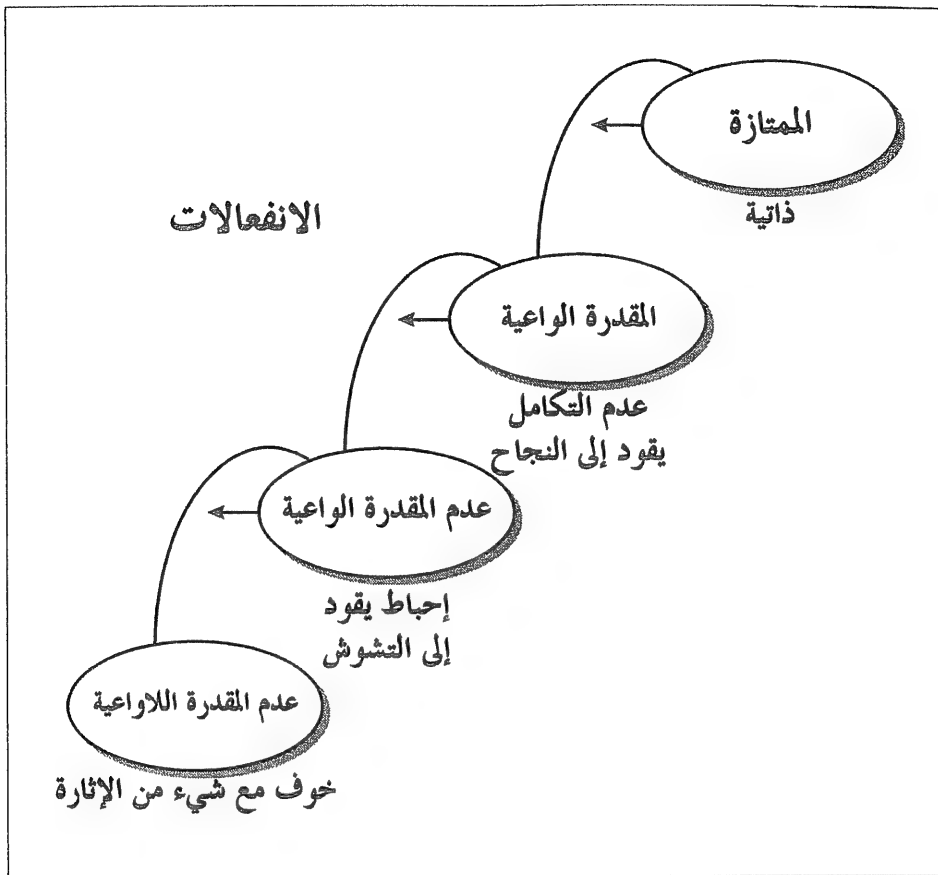 الممتازة
ذاتية
الانفعالات
المقدرة الواعية
عدم التكامل
يقود إلى النجاح
عدم المقدرة الواعية
إحباط يقود
إلى التشوش
عدم المقدرة اللاواعية
خوف مع شيء من الإثارة